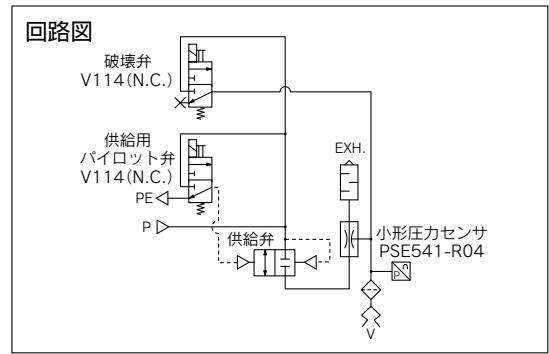 回路図
破壊弁
V114(N.C.)
供給用
パイロット弁
V114(N.C.)
PE
P
供給弁
EXH.
小形圧力センサ
PSE541-R04
P
V